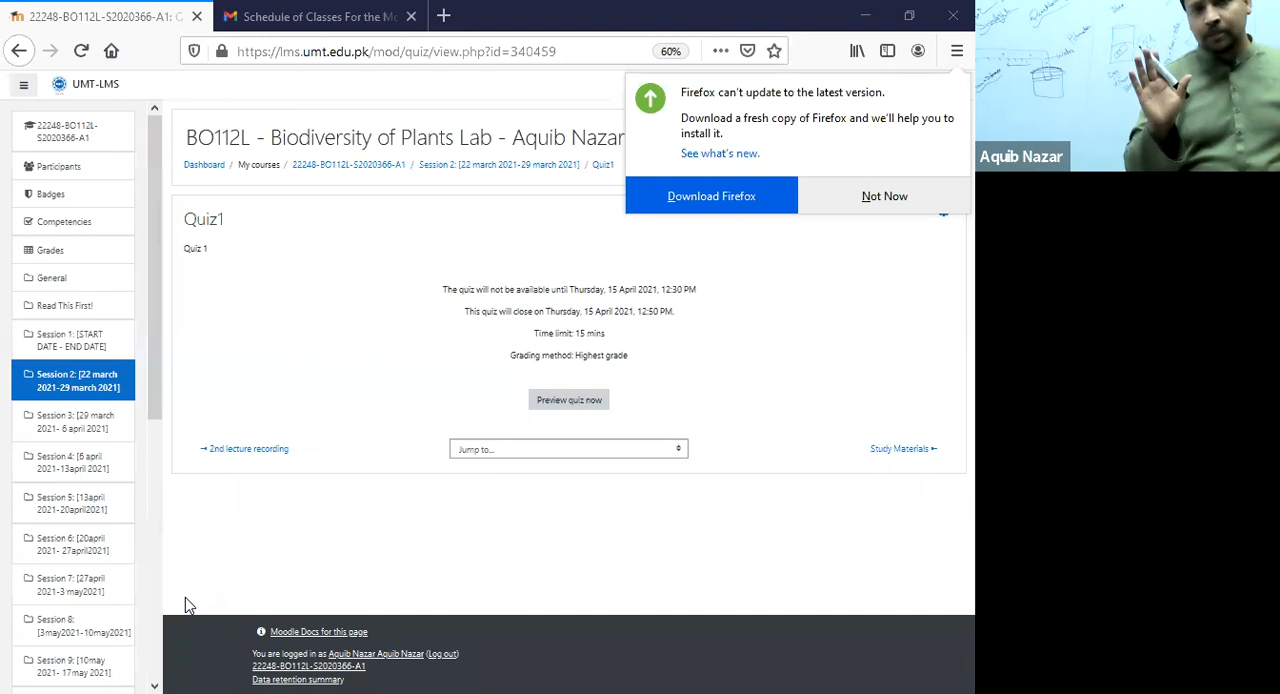 22248-BO112L-S2020366-A1: Q
Schedule of Classes For the Mo
https://lms.umt.edu.pk/mod/quiz/view.php?id=340459
60%
UMT-LMS
Firefox can't update to the latest version.
Download a fresh copy of Firefox and we'll help you to
install it.
See what's new.
Download Firefox
Not Now
Aquib Nazar
22248-BO112L-
S2020366-A1
Participants
Badges
Competencies
Grades
General
Read This First!
Session 1: [START
DATE - END DATE]
Session 2: [22 march
2021-29 march 2021]
Session 3: [29 march
2021- 6 april 2021]
Session 4: [6 april
2021-13april 2021]
Session 5: [13april
2021-20april2021]
Session 6: [20april
2021- 27april2021]
Session 7: [27april
2021-3 may2021]
Session 8:
[3may2021-10may2021]
Session 9: [10may
2021- 17may 2021]
BO112L - Biodiversity of Plants Lab - Aquib Nazar
Dashboard / My courses / 22248-BO112L-S2020366-A1 / Session 2: [22 march 2021-29 march 2021] / Quiz1
Quiz1
Quiz 1
The quiz will not be available until Thursday, 15 April 2021, 12:30 PM
This quiz will close on Thursday, 15 April 2021, 12:50 PM.
Time limit: 15 mins
Grading method: Highest grade
Preview quiz now
2nd lecture recording
Jump to...
Study Materials
Moodle Docs for this page
You are logged in as Aquib Nazar Aquib Nazar (Log out)
22248-BO112L-S2020366-A1
Data retention summary